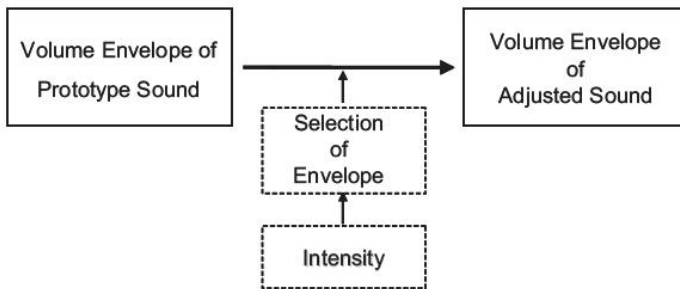 Volume Envelope of
Prototype Sound
Volume Envelope
of
Adjusted Sound
Selection
of
Envelope
Intensity